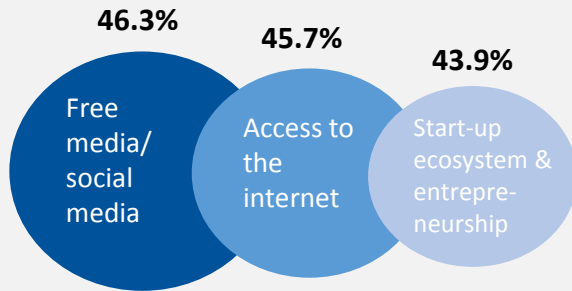 46.3%
45.7%
43.9%
Free
media/
social
media
Access to
the
internet
Start-up
ecosystem &
entrepre-
neurship